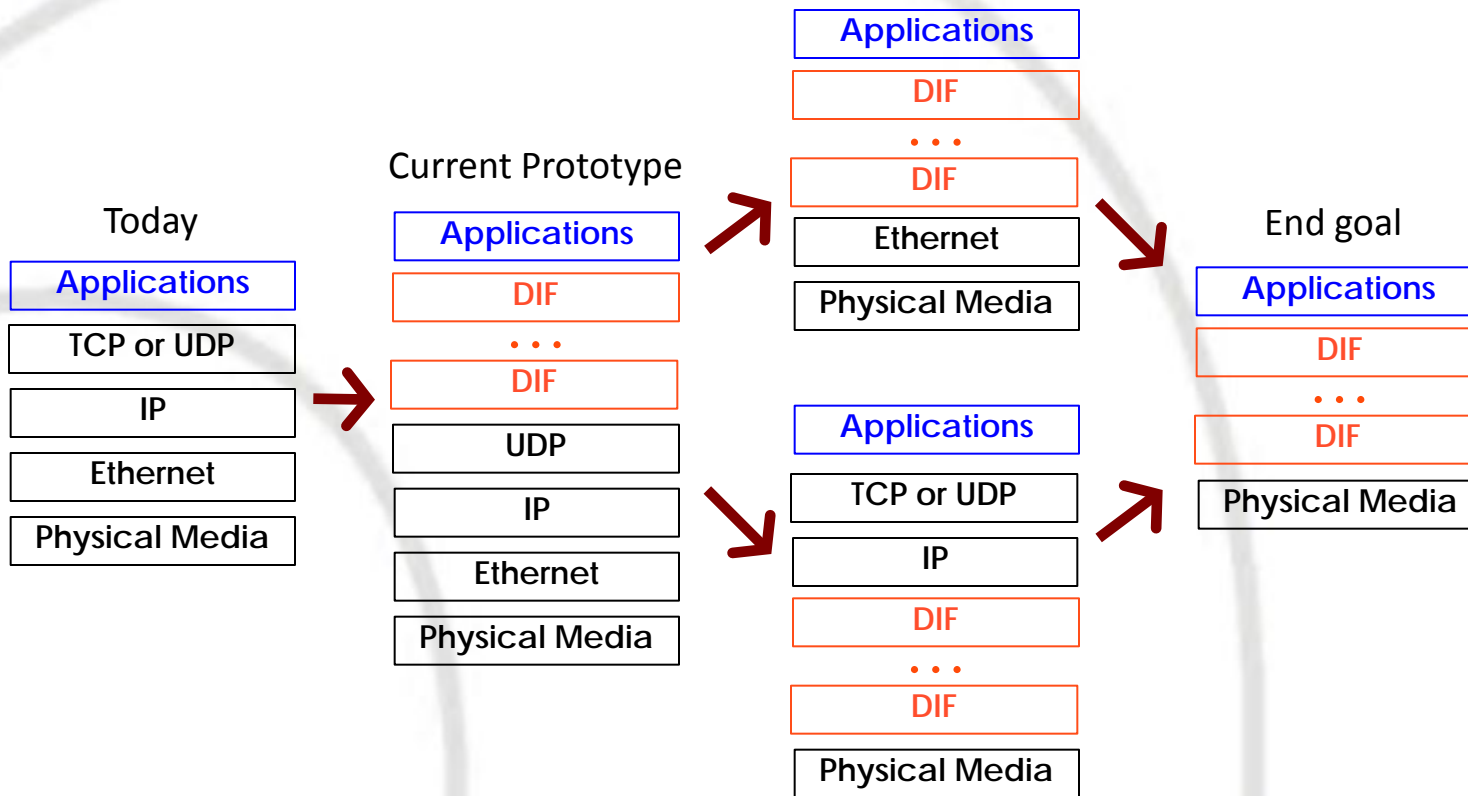 Today
Applications
TCP or UDP
IP
Ethernet
Physical Media
Current Prototype
Applications
DIF
...
DIF
UDP
IP
Ethernet
Physical Media
Applications
DIF
...
DIF
Ethernet
Physical Media
Applications
TCP or UDP
IP
DIF
...
DIF
Physical Media
End goal
Applications
DIF
...
DIF
Physical Media